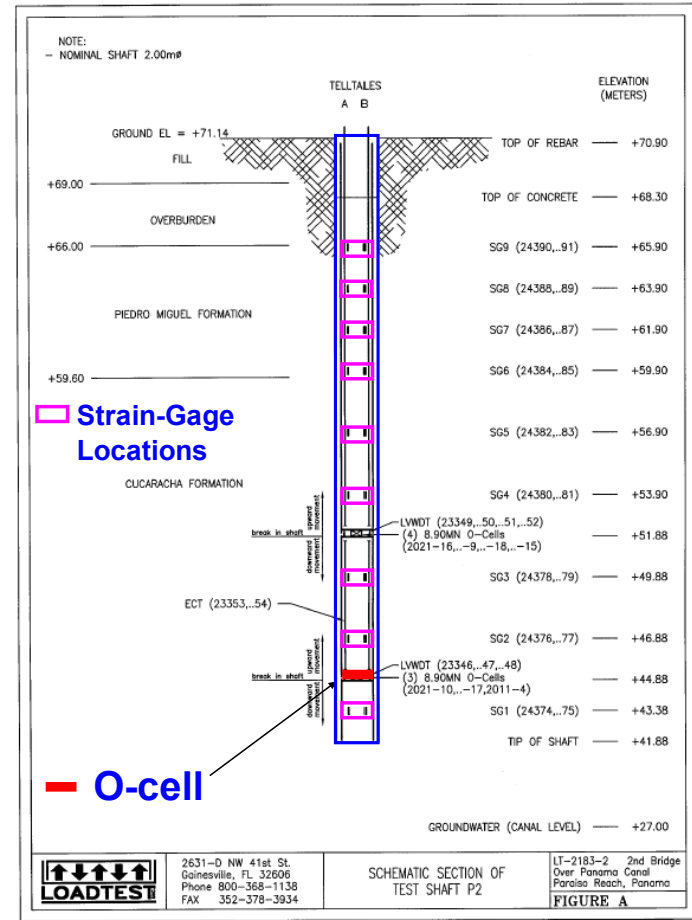 NOTE:
- NOMINAL SHAFT 2.00mø
TELLTALES
A B
ELEVATION
(METERS)
GROUND EL = +71.14
FILL
TOP OF REBAR +70.90
+69.00
TOP OF CONCRETE +68.30
OVERBURDEN
+66.00
SG9 (24390,..91) +65.90
SG8 (24388,..89) +63.90
PIEDRO MIGUEL FORMATION
SG7 (24386,..87) +61.90
SG6 (24384,..85) +59.90
+59.60
Strain-Gage
Locations
SG5 (24382,..83) +56.90
CUCARACHA FORMATION
SG4 (24380,..81) +53.90
upward
movement
LVWDT (23349,..50,..51,..52)
break in shaft
(4) 8.90MN O-Cells +51.88
(2021-16,..-9,..-18,..-15)
downward
movement
SG3 (24378,..79) +49.88
ECT (23353,..54)
SG2 (24376,..77) +46.88
upward
movement
LVWDT (23346,..47,..48)
break in shaft
(3) 8.90MN O-Cells +44.88
(2021-10,..-17,2011-4)
downward
movement
SG1 (24374,..75) +43.38
TIP OF SHAFT +41.88
O-cell
GROUNDWATER (CANAL LEVEL) +27.00
LOADTEST
2631-D NW 41st St.
Gainesville, FL 32606
Phone 800-368-1138
FAX 352-378-3934
SCHEMATIC SECTION OF
TEST SHAFT P2
LT-2183-2 2nd Bridge
Over Panama Canal
Paraiso Reach, Panama
FIGURE A